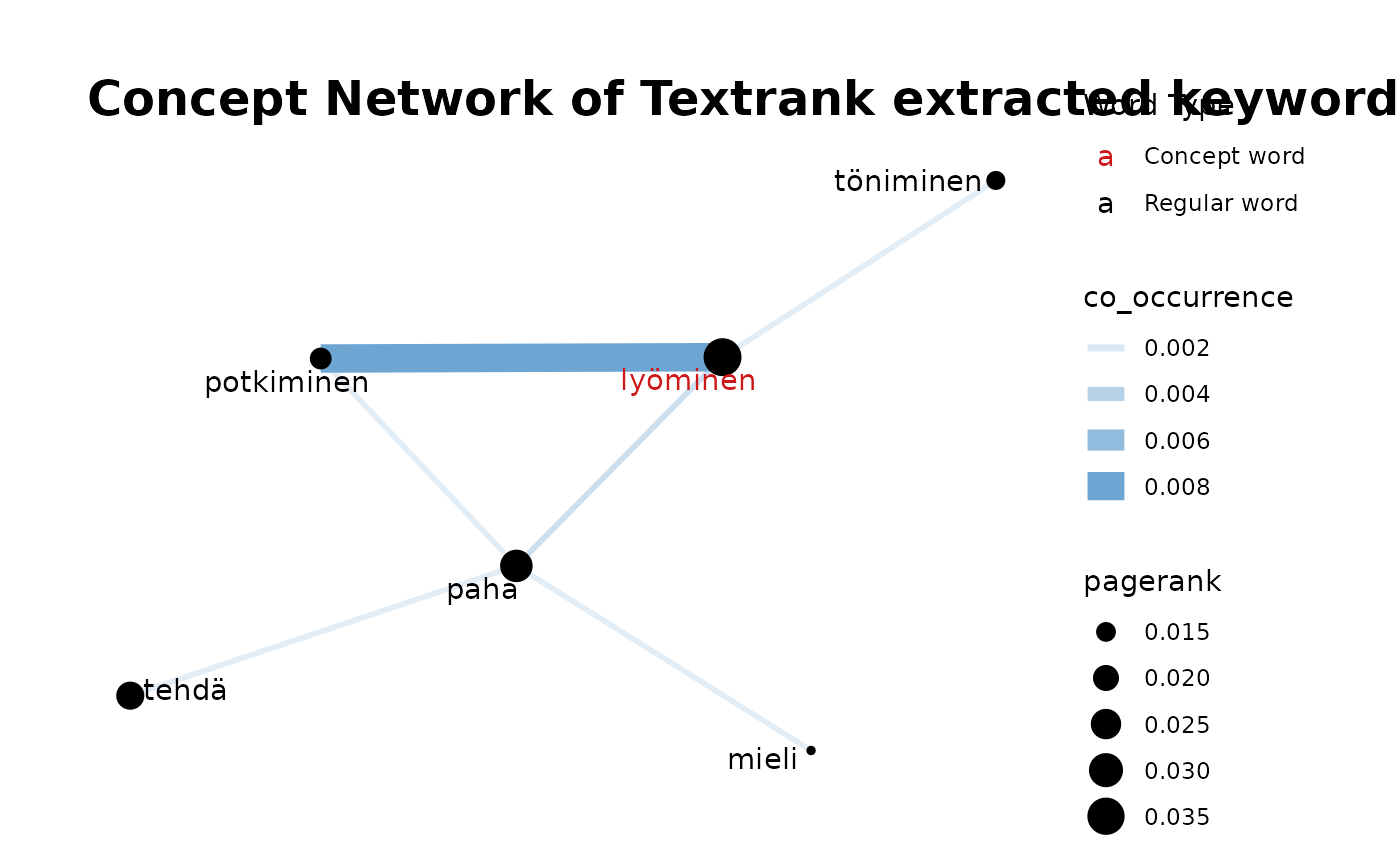 Concept Network of Textrank extracted keyword
Word Type
a Concept word
a Regular word
töniminen
co_occurrence
0.002
potkiminen
lyöminen
0.004
0.006
0.008
paha
pagerank
0.015
tehdä
0.020
0.025
mieli
0.030
0.035